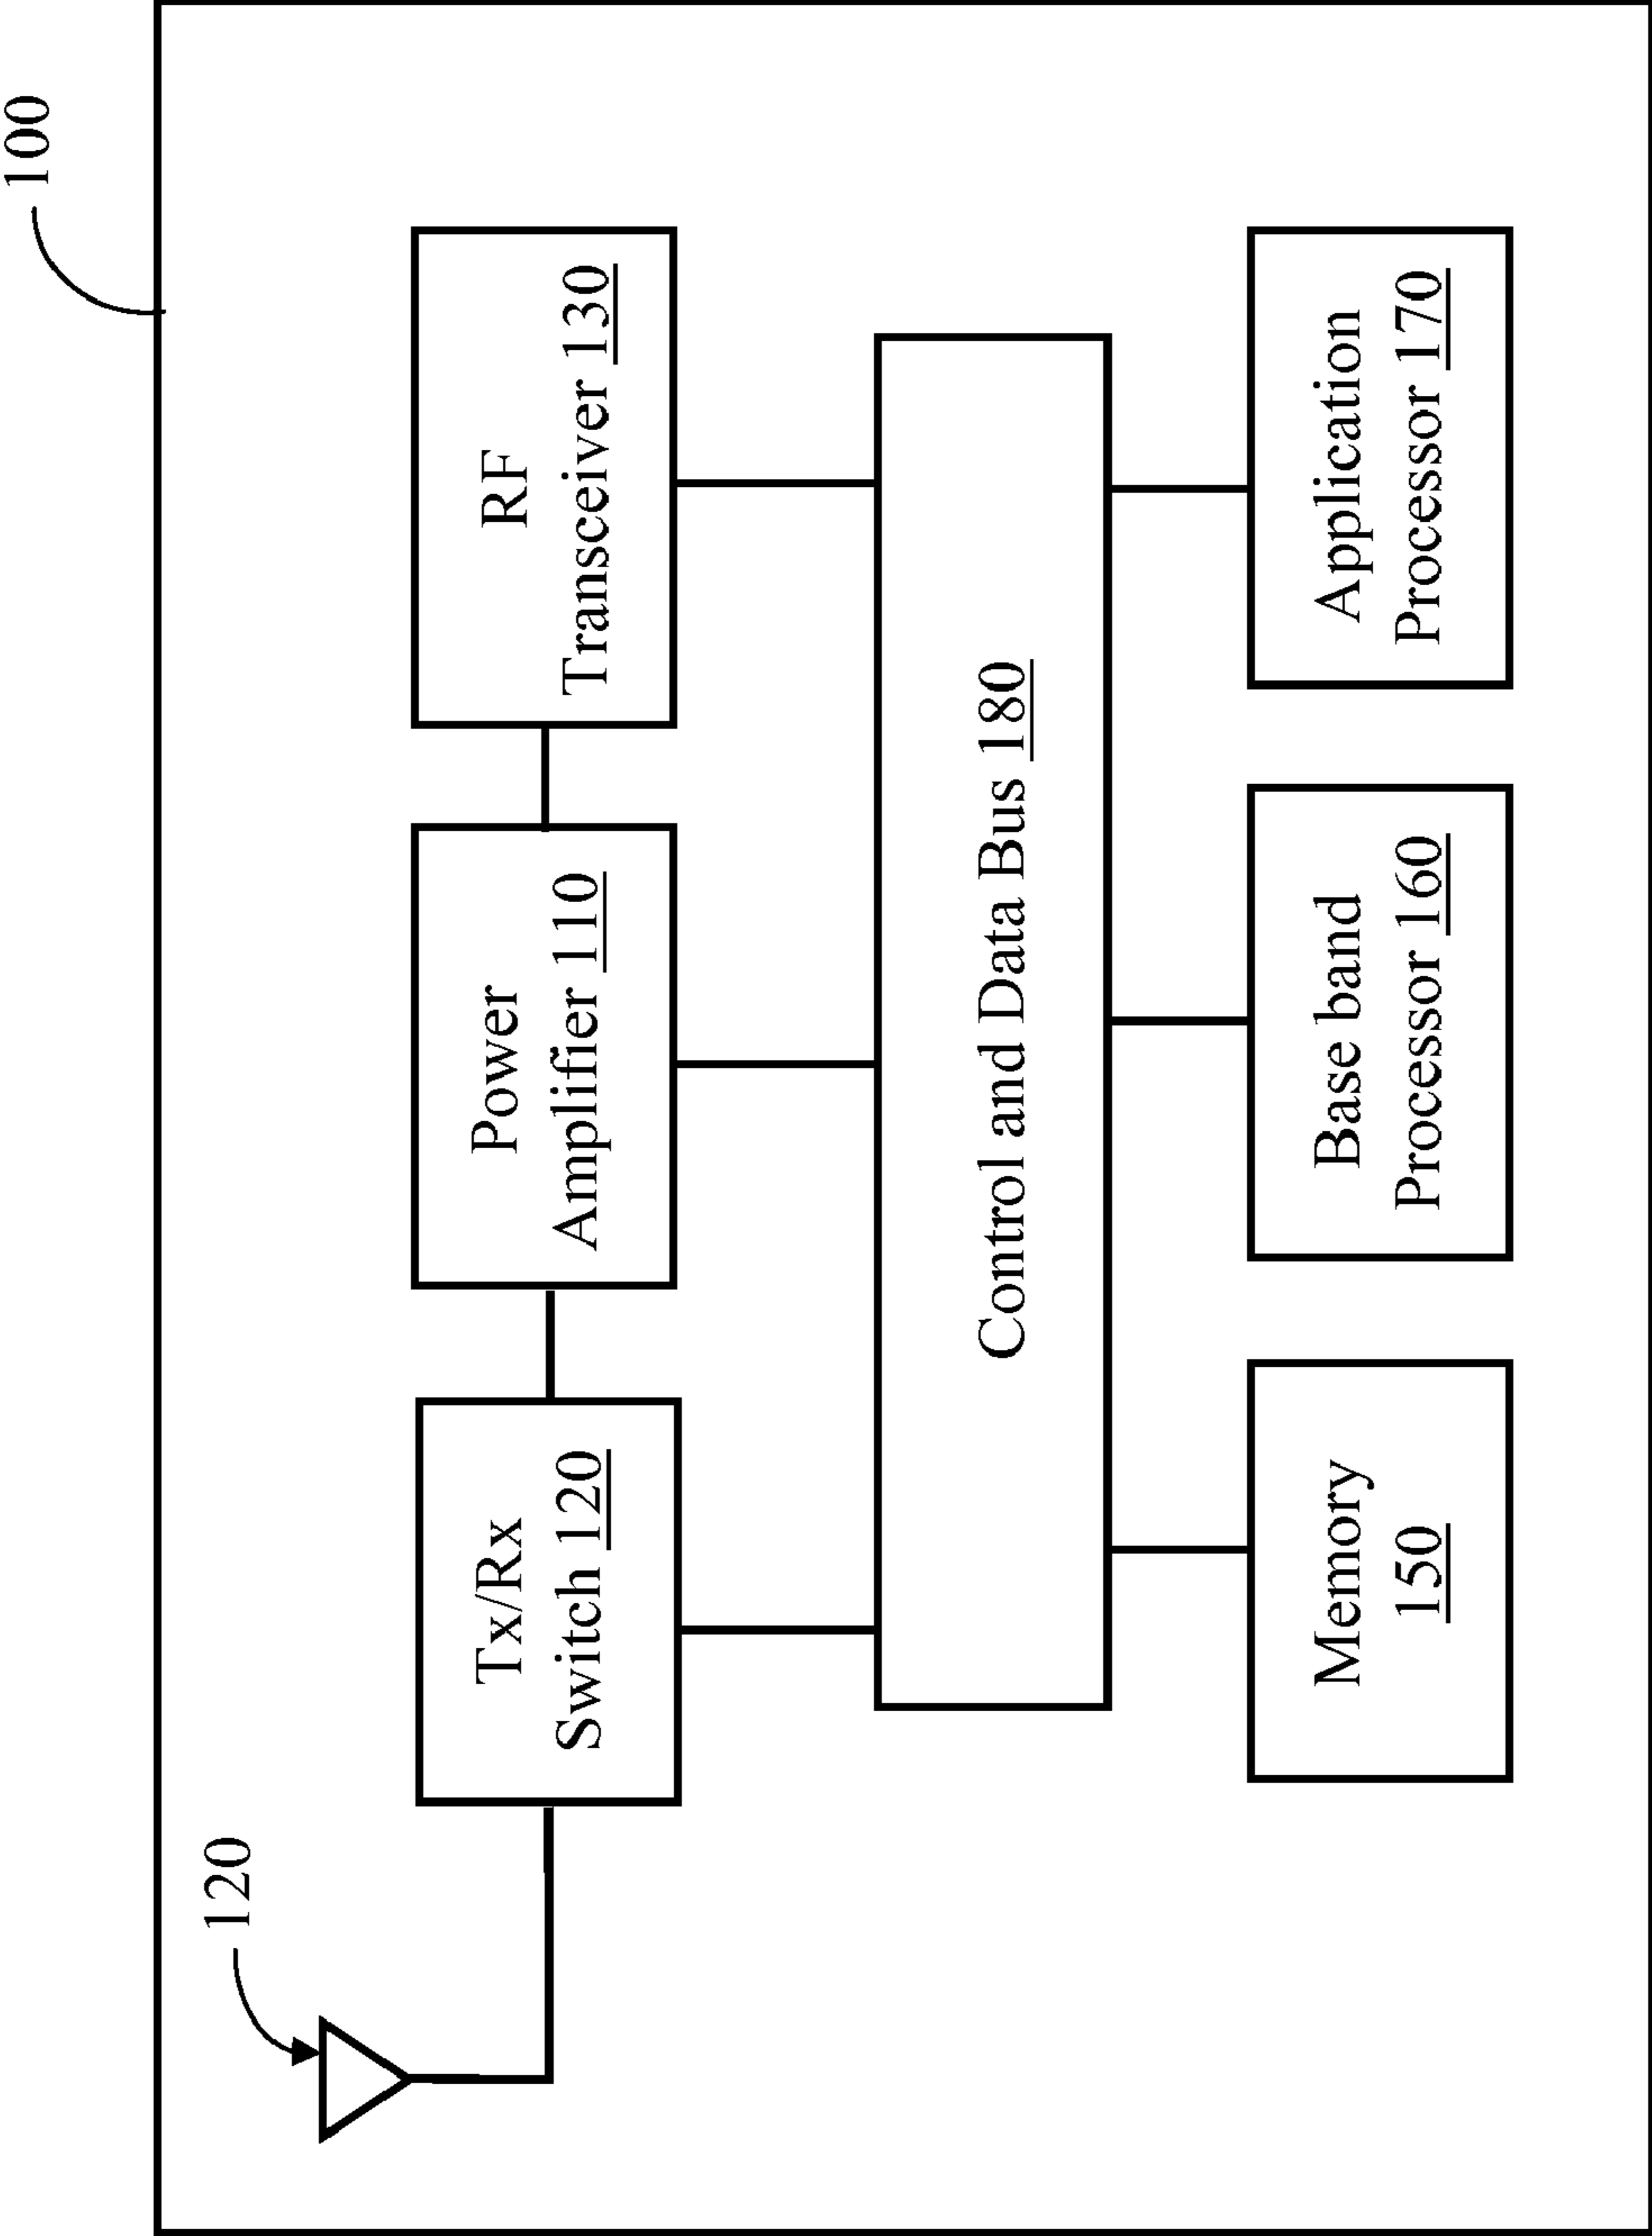 100
120
Tx/Rx
Switch 120
Power
Amplifier 110
RF
Transceiver 130
Control and Data Bus 180
Memory
150
Base band
Processor 160
Application
Processor 170